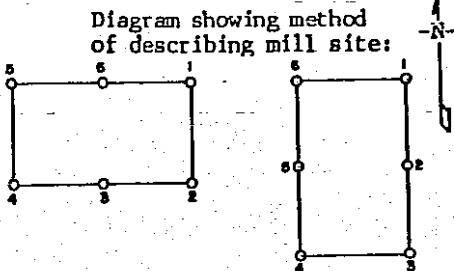 Diagram showing method
of describing mill site:
-N-
5 6 1
4 3 2
6 1
5 2
4 3